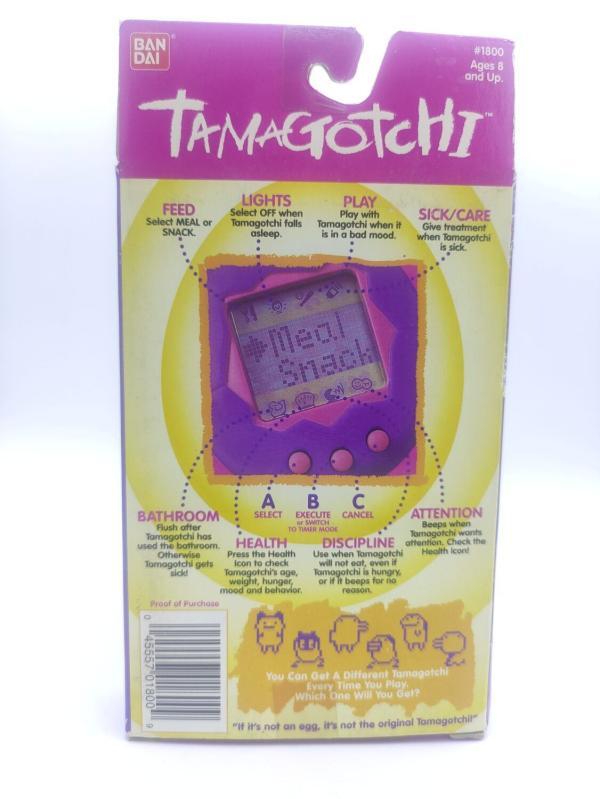 BAN
DAI
®
#1800
Ages 8
and Up.
TAMAGOTCHI™
FEED
Select MEAL or
SNACK.
LIGHTS
Select OFF when
Tamagotchi falls
asleep.
PLAY
Play with
Tamagotchi when it
is in a bad mood.
SICK/CARE
Give treatment
when Tamagotchi
is sick.
Meal
Snack
A
SELECT
B
EXECUTE
or SWITCH
TO TIMER MODE
C
CANCEL
BATHROOM
Flush after
Tamagotchi has
used the bathroom.
Otherwise
Tamagotchi gets
sick!
HEALTH
Press the Health
Icon to check
Tamagotchi's age,
weight, hunger,
mood and behavior.
DISCIPLINE
Use when Tamagotchi
will not eat, even if
Tamagotchi is hungry,
or if it beeps for no
reason.
ATTENTION
Beeps when
Tamagotchi wants
attention. Check the
Health Icon!
Proof of Purchase
0 45557 01800 9
You Can Get A Different Tamagotchi
Every Time You Play.
Which One Will You Get?
"If it's not an egg, it's not the original Tamagotchi!"